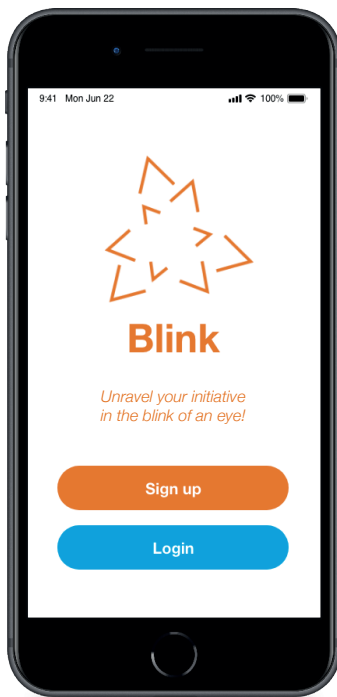 9:41 Mon Jun 22 100%
Blink
Unravel your initiative
in the blink of an eye!
Sign up
Login